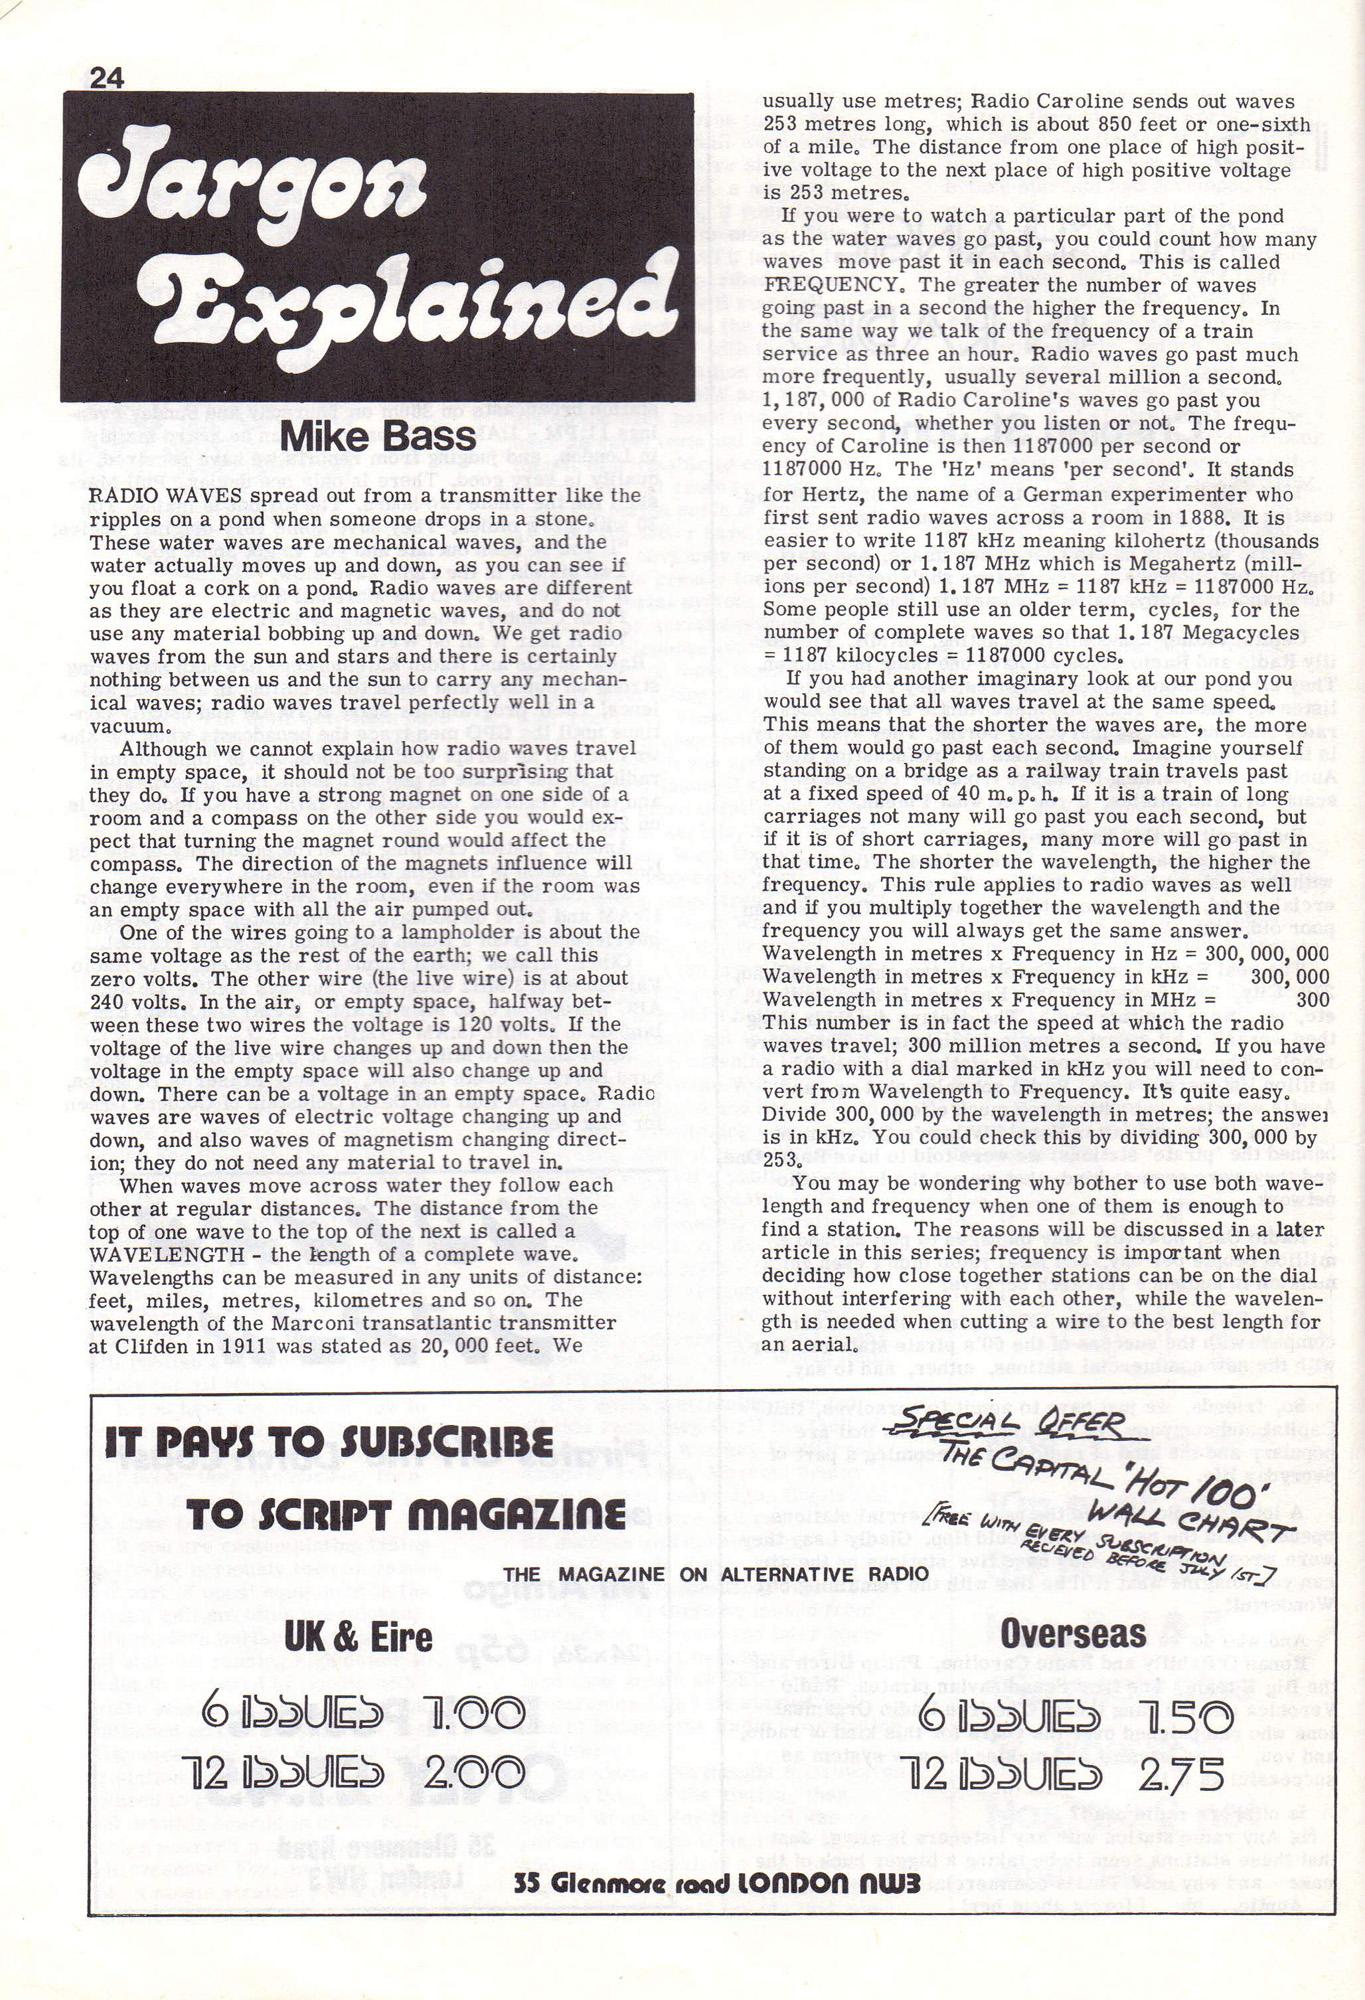 24
Jargon
Explained
Mike Bass
RADIO WAVES spread out from a transmitter like the
ripples on a pond when someone drops in a stone.
These water waves are mechanical waves, and the
water actually moves up and down, as you can see if
you float a cork on a pond. Radio waves are different
as they are electric and magnetic waves, and do not
use any material bobbing up and down. We get radio
waves from the sun and stars and there is certainly
nothing between us and the sun to carry any mechan-
ical waves; radio waves travel perfectly well in a
vacuum.
Although we cannot explain how radio waves travel
in empty space, it should not be too surprising that
they do. If you have a strong magnet on one side of a
room and a compass on the other side you would ex-
pect that turning the magnet round would affect the
compass. The direction of the magnets influence will
change everywhere in the room, even if the room was
an empty space with all the air pumped out.
One of the wires going to a lampholder is about the
same voltage as the rest of the earth; we call this
zero volts. The other wire (the live wire) is at about
240 volts. In the air, or empty space, halfway bet-
ween these two wires the voltage is 120 volts. If the
voltage of the live wire changes up and down then the
voltage in the empty space will also change up and
down. There can be a voltage in an empty space. Radio
waves are waves of electric voltage changing up and
down, and also waves of magnetism changing direct-
ion; they do not need any material to travel in.
When waves move across water they follow each
other at regular distances. The distance from the
top of one wave to the top of the next is called a
WAVELENGTH - the length of a complete wave.
Wavelengths can be measured in any units of distance:
feet, miles, metres, kilometres and so on. The
wavelength of the Marconi transatlantic transmitter
at Clifden in 1911 was stated as 20,000 feet. We
usually use metres; Radio Caroline sends out waves
253 metres long, which is about 850 feet or one-sixth
of a mile. The distance from one place of high posit-
ive voltage to the next place of high positive voltage
is 253 metres.
If you were to watch a particular part of the pond
as the water waves go past, you could count how many
waves move past it in each second. This is called
FREQUENCY. The greater the number of waves
going past in a second the higher the frequency. In
the same way we talk of the frequency of a train
service as three an hour. Radio waves go past much
more frequently, usually several million a second.
1,187,000 of Radio Caroline's waves go past you
every second, whether you listen or not. The frequ-
ency of Caroline is then 1187000 per second or
1187000 Hz. The 'Hz' means 'per second'. It stands
for Hertz, the name of a German experimenter who
first sent radio waves across a room in 1888. It is
easier to write 1187 kHz meaning kilohertz (thousands
per second) or 1.187 MHz which is Megahertz (mill-
ions per second) 1.187 MHz = 1187 kHz = 1187000 Hz.
Some people still use an older term, cycles, for the
number of complete waves so that 1.187 Megacycles
= 1187 kilocycles = 1187000 cycles.
If you had another imaginary look at our pond you
would see that all waves travel at the same speed.
This means that the shorter the waves are, the more
of them would go past each second. Imagine yourself
standing on a bridge as a railway train travels past
at a fixed speed of 40 m.p.h. If it is a train of long
carriages not many will go past you each second, but
if it is of short carriages, many more will go past in
that time. The shorter the wavelength, the higher the
frequency. This rule applies to radio waves as well
and if you multiply together the wavelength and the
frequency you will always get the same answer.
Wavelength in metres x Frequency in Hz = 300,000,000
Wavelength in metres x Frequency in kHz = 300,000
Wavelength in metres x Frequency in MHz = 300
This number is in fact the speed at which the radio
waves travel; 300 million metres a second. If you have
a radio with a dial marked in kHz you will need to con-
vert from Wavelength to Frequency. It's quite easy.
Divide 300,000 by the wavelength in metres; the answer
is in kHz. You could check this by dividing 300,000 by
253.
You may be wondering why bother to use both wave-
length and frequency when one of them is enough to
find a station. The reasons will be discussed in a later
article in this series; frequency is important when
deciding how close together stations can be on the dial
without interfering with each other, while the wavelen-
gth is needed when cutting a wire to the best length for
an aerial.
IT PAYS TO SUBSCRIBE
TO SCRIPT MAGAZINE
SPECIAL OFFER
THE CAPITAL 'HOT 100'
WALL CHART
[FREE WITH EVERY SUBSCRIPTION
RECIEVED BEFORE JULY 1ST]
THE MAGAZINE ON ALTERNATIVE RADIO
UK & Eire
6 ISSUES 1.00
12 ISSUES 2.00
Overseas
6 ISSUES 1.50
12 ISSUES 2.75
35 Glenmore road LONDON NW3